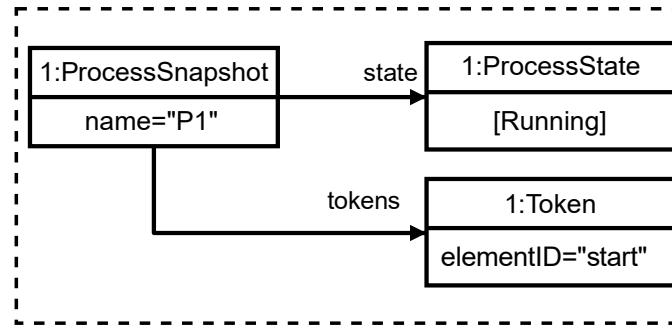 1:ProcessSnapshot
name="P1"
state
1:ProcessState
[Running]
tokens
1:Token
elementID="start"